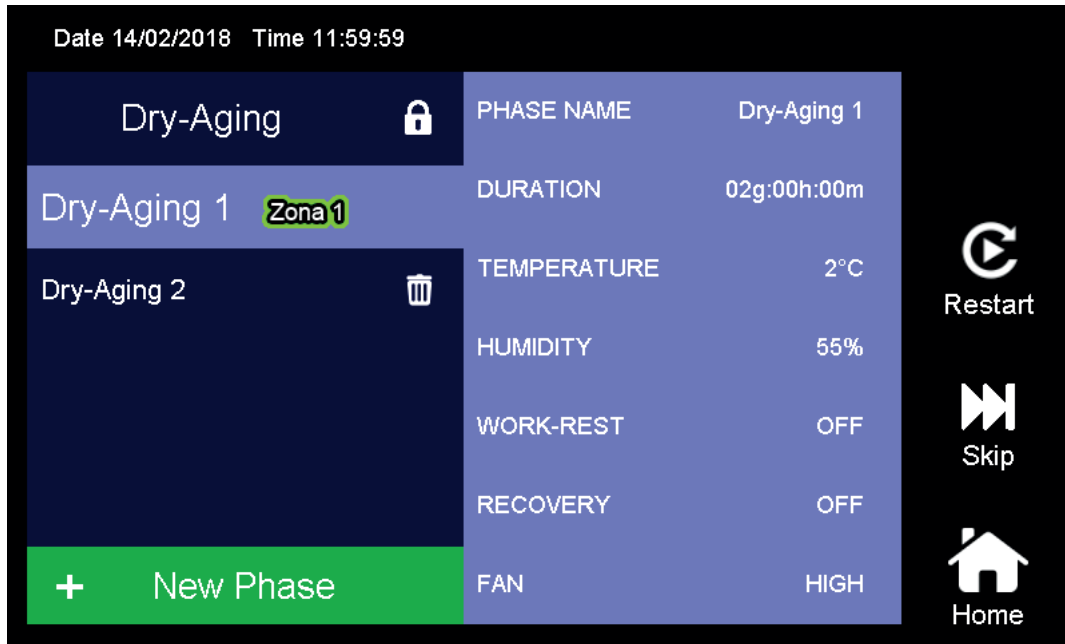 Date 14/02/2018 Time 11:59:59
Dry-Aging
Dry-Aging 1 Zona 1
Dry-Aging 2
+ New Phase
PHASE NAME Dry-Aging 1
DURATION 02g:00h:00m
TEMPERATURE 2°C
HUMIDITY 55%
WORK-REST OFF
RECOVERY OFF
FAN HIGH
Restart
Skip
Home